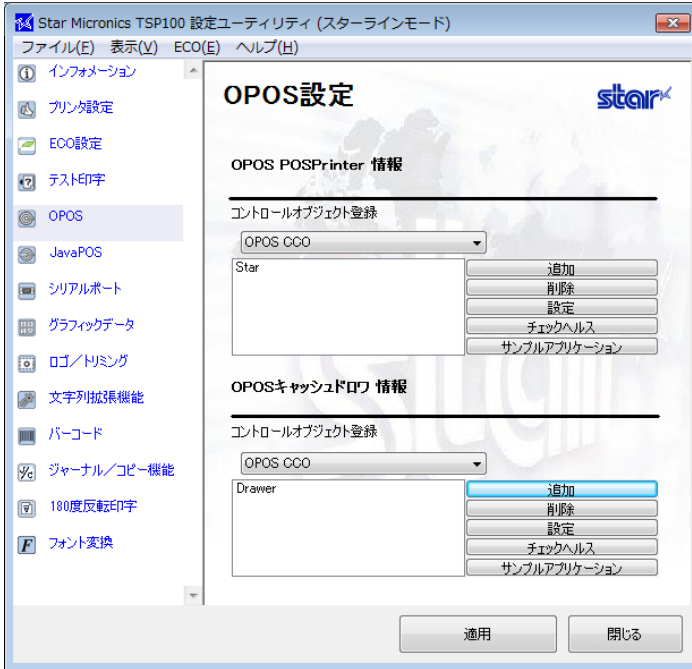 Star Micronics TSP100 設定ユーティリティ (スターラインモード)
ファイル(F) 表示(V) ECO(E) ヘルプ(H)
インフォメーション
プリンタ設定
ECO設定
テスト印字
OPOS
JavaPOS
シリアルポート
グラフィックデータ
ロゴ／トリミング
文字列拡張機能
バーコード
ジャーナル／コピー機能
180度反転印字
フォント変換
OPOS設定
star
OPOS POSPrinter 情報
コントロールオブジェクト登録
OPOS CCO
Star
追加
削除
設定
チェックヘルス
サンプルアプリケーション
OPOSキャッシュドロワ 情報
コントロールオブジェクト登録
OPOS CCO
Drawer
追加
削除
設定
チェックヘルス
サンプルアプリケーション
適用
閉じる